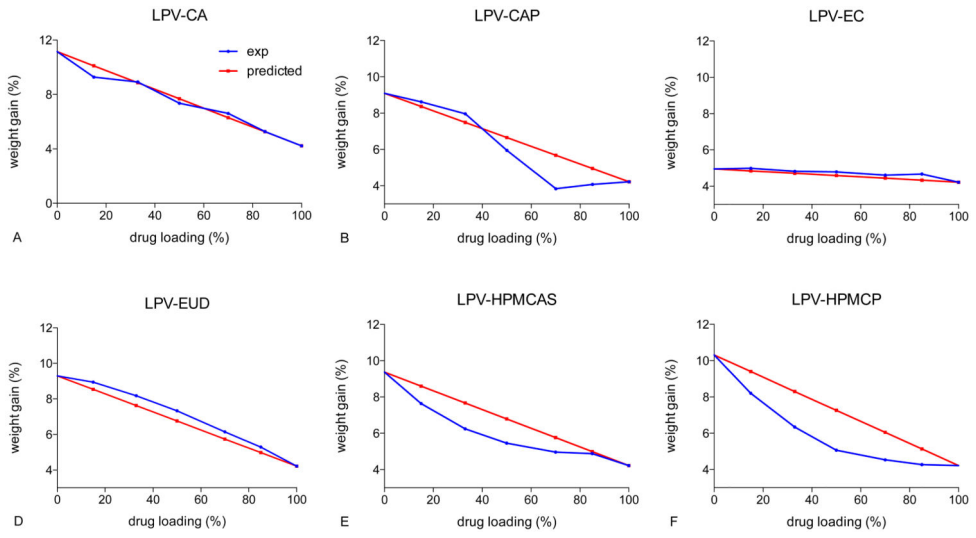 LPV-CA
12
8
4
0
0 20 40 60 80 100
weight gain (%)
drug loading (%)
exp
predicted
A
LPV-CAP
12
10
8
6
4
0 20 40 60 80 100
weight gain (%)
drug loading (%)
B
LPV-EC
12
10
8
6
4
0 20 40 60 80 100
weight gain (%)
drug loading (%)
C
LPV-EUD
12
10
8
6
4
0 20 40 60 80 100
weight gain (%)
drug loading (%)
D
LPV-HPMCAS
12
10
8
6
4
0 20 40 60 80 100
weight gain (%)
drug loading (%)
E
LPV-HPMCP
12
10
8
6
4
0 20 40 60 80 100
weight gain (%)
drug loading (%)
F